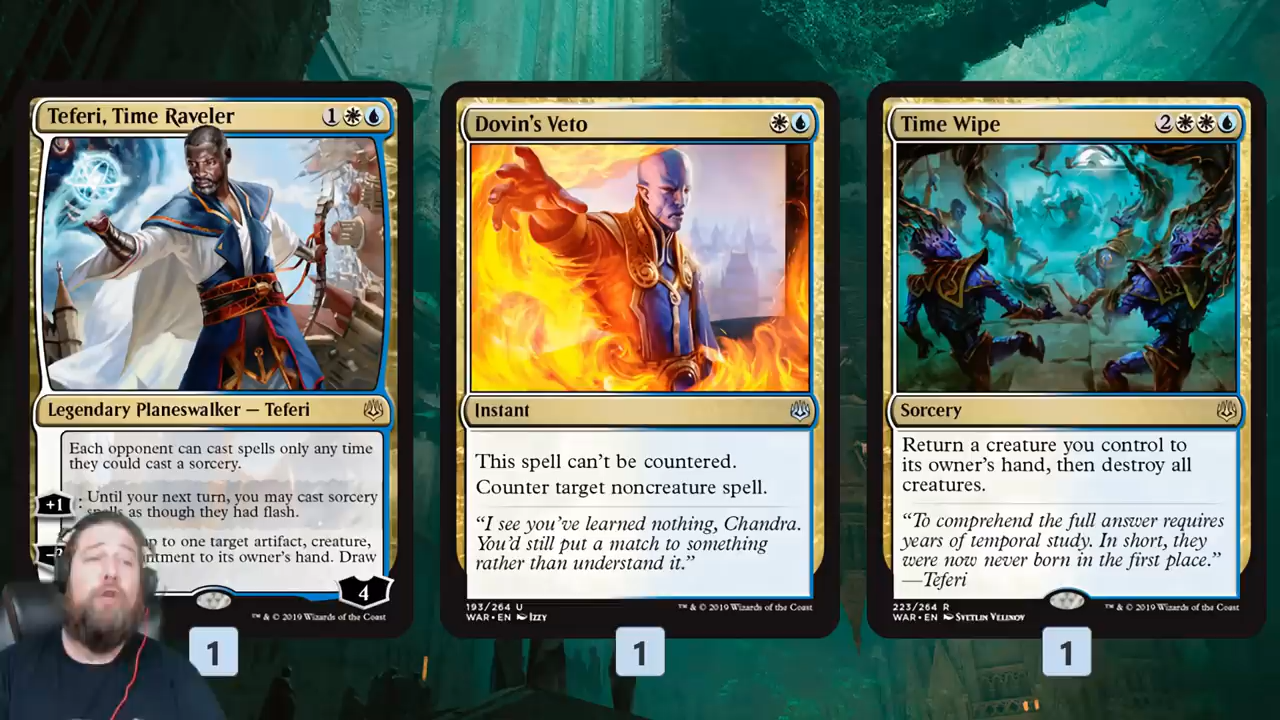 Teferi, Time Raveler 1
Legendary Planeswalker — Teferi
Each opponent can cast spells only any time
they could cast a sorcery.
+1: Until your next turn, you may cast sorcery
spells as though they had flash.
up to one target artifact, creature,
to its owner's hand. Draw
4
™ & © 2019 Wizards of the Coast
1
Dovin's Veto
Instant
This spell can't be countered.
Counter target noncreature spell.
"I see you've learned nothing, Chandra.
You'd still put a match to something
rather than understand it."
193/264 U
WAR • EN Izzy
™ & © 2019 Wizards of the Coast
1
Time Wipe 2
Sorcery
Return a creature you control to
its owner's hand, then destroy all
creatures.
"To comprehend the full answer requires
years of temporal study. In short, they
were now never born in the first place."
—Teferi
223/264 R
WAR • EN Svetlin Velinov
™ & © 2019 Wizards of the Coast
1